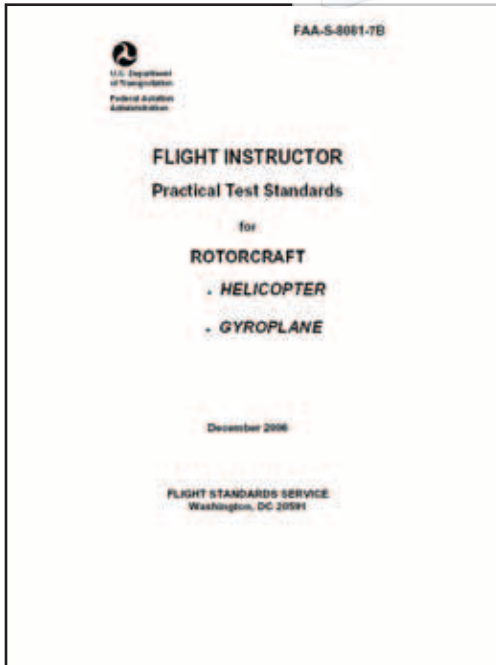 FAA-S-8081-7B
U.S. Department
of Transportation
Federal Aviation
Administration
FLIGHT INSTRUCTOR
Practical Test Standards
for
ROTORCRAFT
• HELICOPTER
• GYROPLANE
December 2006
FLIGHT STANDARDS SERVICE
Washington, DC 20591